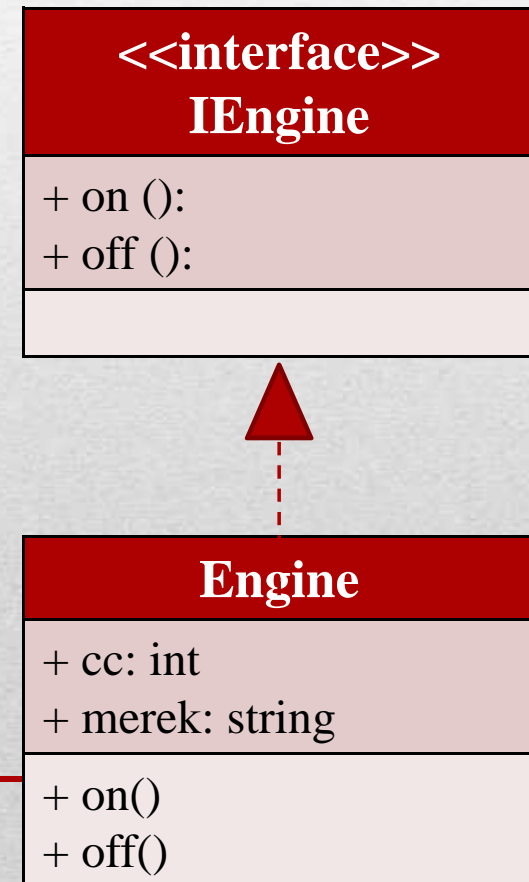 <<interface>>
IEngine
+ on ():
+ off ():
Engine
+ cc: int
+ merek: string
+ on()
+ off()